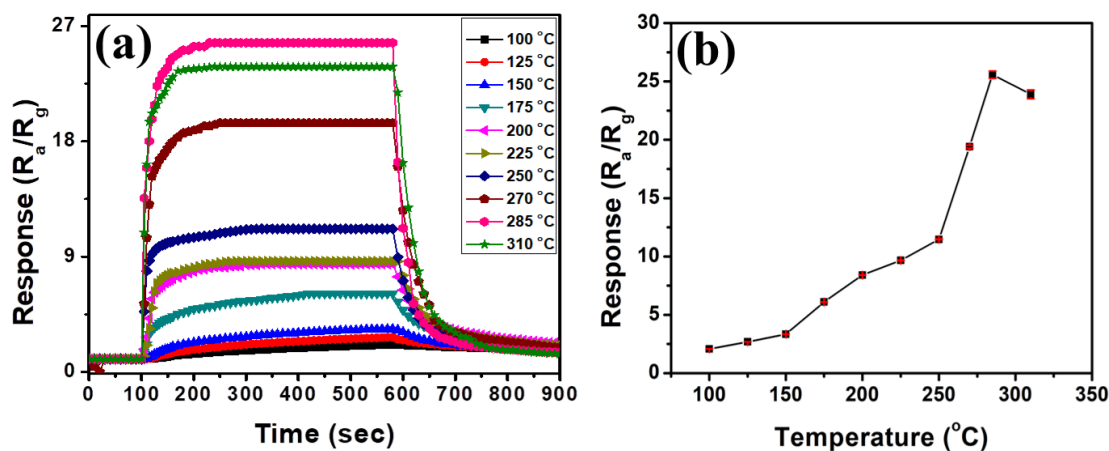 (a)
27
18
9
0
Response (Ra/Rg)
0 100 200 300 400 500 600 700 800 900
Time (sec)
100 °C
125 °C
150 °C
175 °C
200 °C
225 °C
250 °C
270 °C
285 °C
310 °C
(b)
30
25
20
15
10
5
0
Response (Ra/Rg)
100 150 200 250 300 350
Temperature (°C)